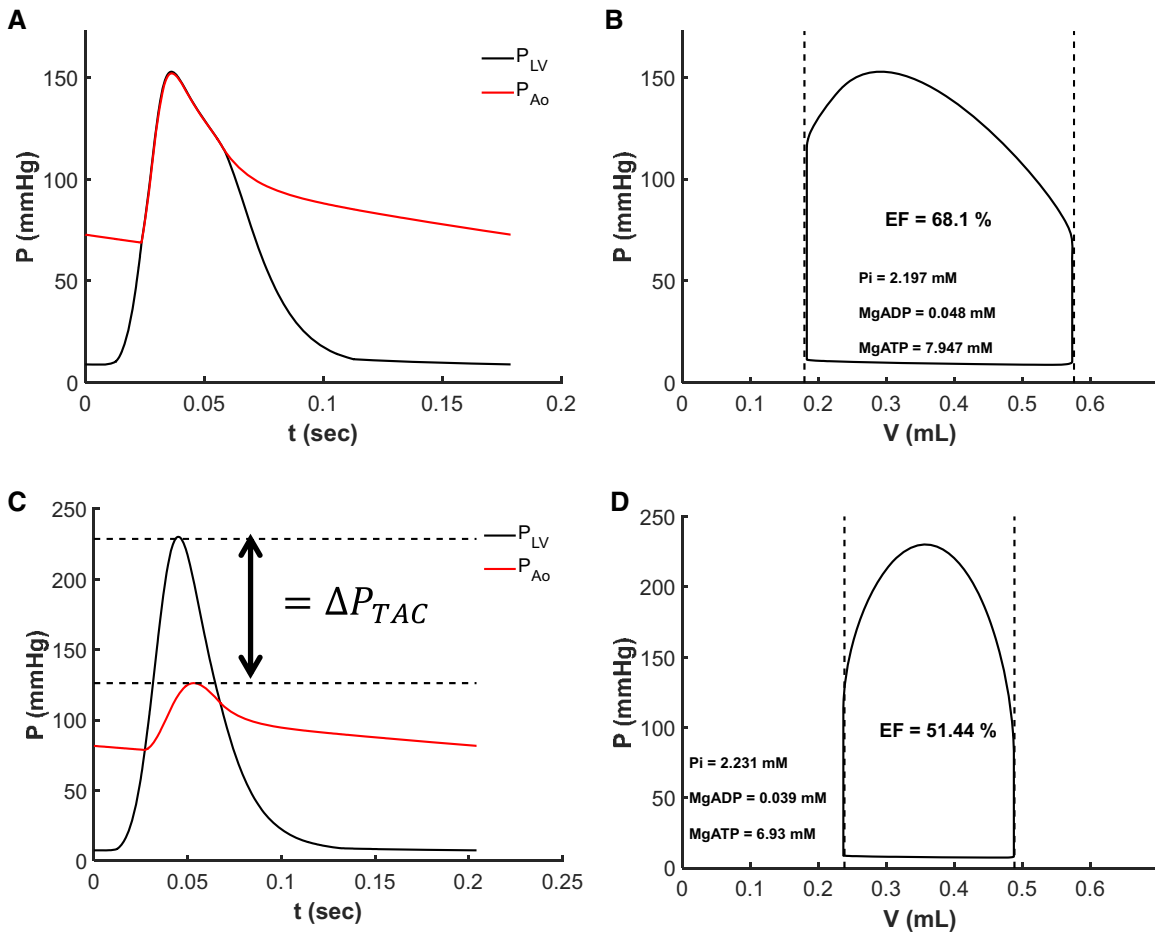 A
P (mmHg)
150
100
50
0
0 0.05 0.1 0.15 0.2
t (sec)
P_LV
P_Ao
B
P (mmHg)
150
100
50
0
EF = 68.1 %
Pi = 2.197 mM
MgADP = 0.048 mM
MgATP = 7.947 mM
0 0.1 0.2 0.3 0.4 0.5 0.6
V (mL)
C
P (mmHg)
250
200
150
100
50
0
P_LV
P_Ao
= ΔP_TAC
0 0.05 0.1 0.15 0.2 0.25
t (sec)
D
P (mmHg)
250
200
150
100
50
0
EF = 51.44 %
Pi = 2.231 mM
MgADP = 0.039 mM
MgATP = 6.93 mM
0 0.1 0.2 0.3 0.4 0.5 0.6
V (mL)